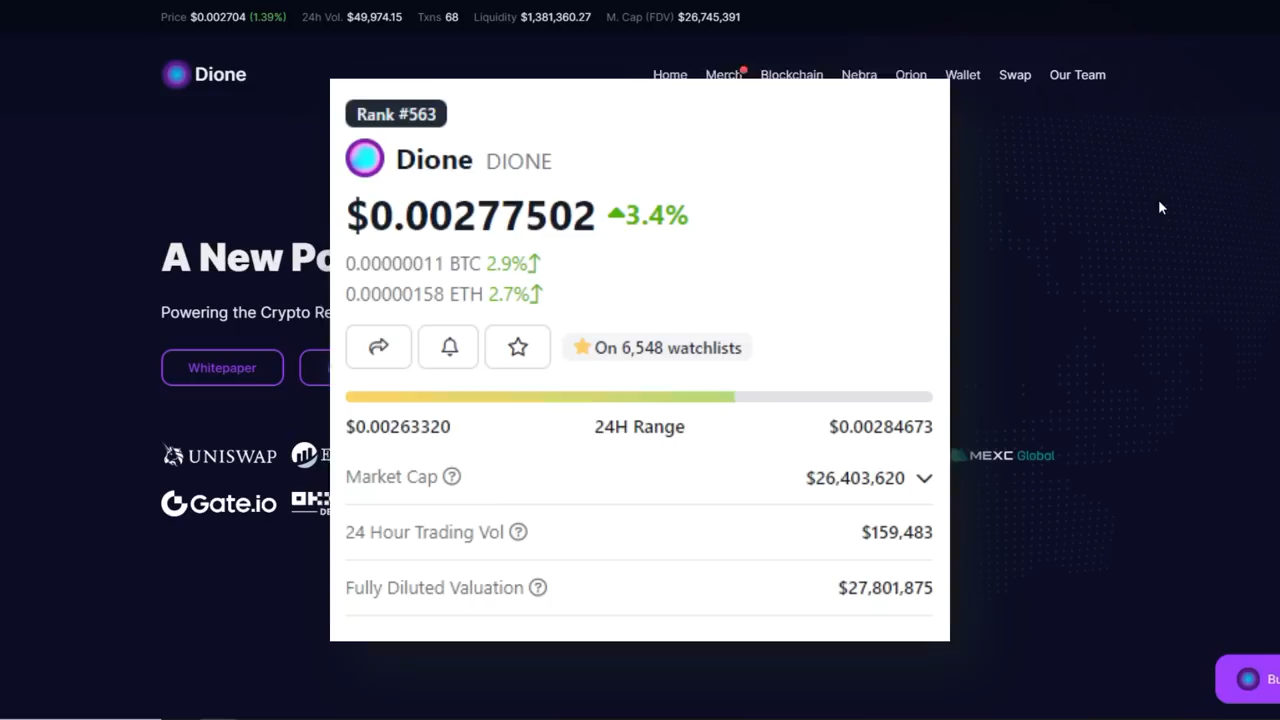 Price $0.002704 (1.39%) 24h Vol. $49,974.15 Txns 68 Liquidity $1,381,360.27 M. Cap (FDV) $26,745,391
Dione Home Merch Blockchain Nebra Orion Wallet Swap Our Team
Rank #563
Dione DIONE
$0.00277502 3.4%
0.00000011 BTC 2.9%
A New
0.00000158 ETH 2.7%
Powering the Crypto
Whitepaper
On 6,548 watchlists
$0.00263320 24H Range $0.00284673
UNISWAP MEXC Global
Market Cap $26,403,620
Gate.io
24 Hour Trading Vol $159,483
Fully Diluted Valuation $27,801,875